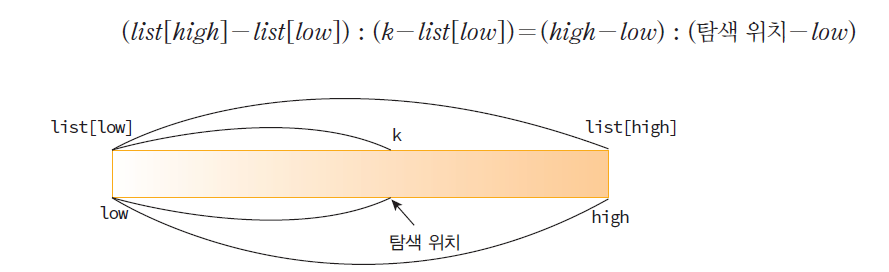 (list[high]−list[low]) : (k−list[low])=(high−low) : (탐색 위치−low)
list[low]
k
list[high]
low
탐색 위치
high